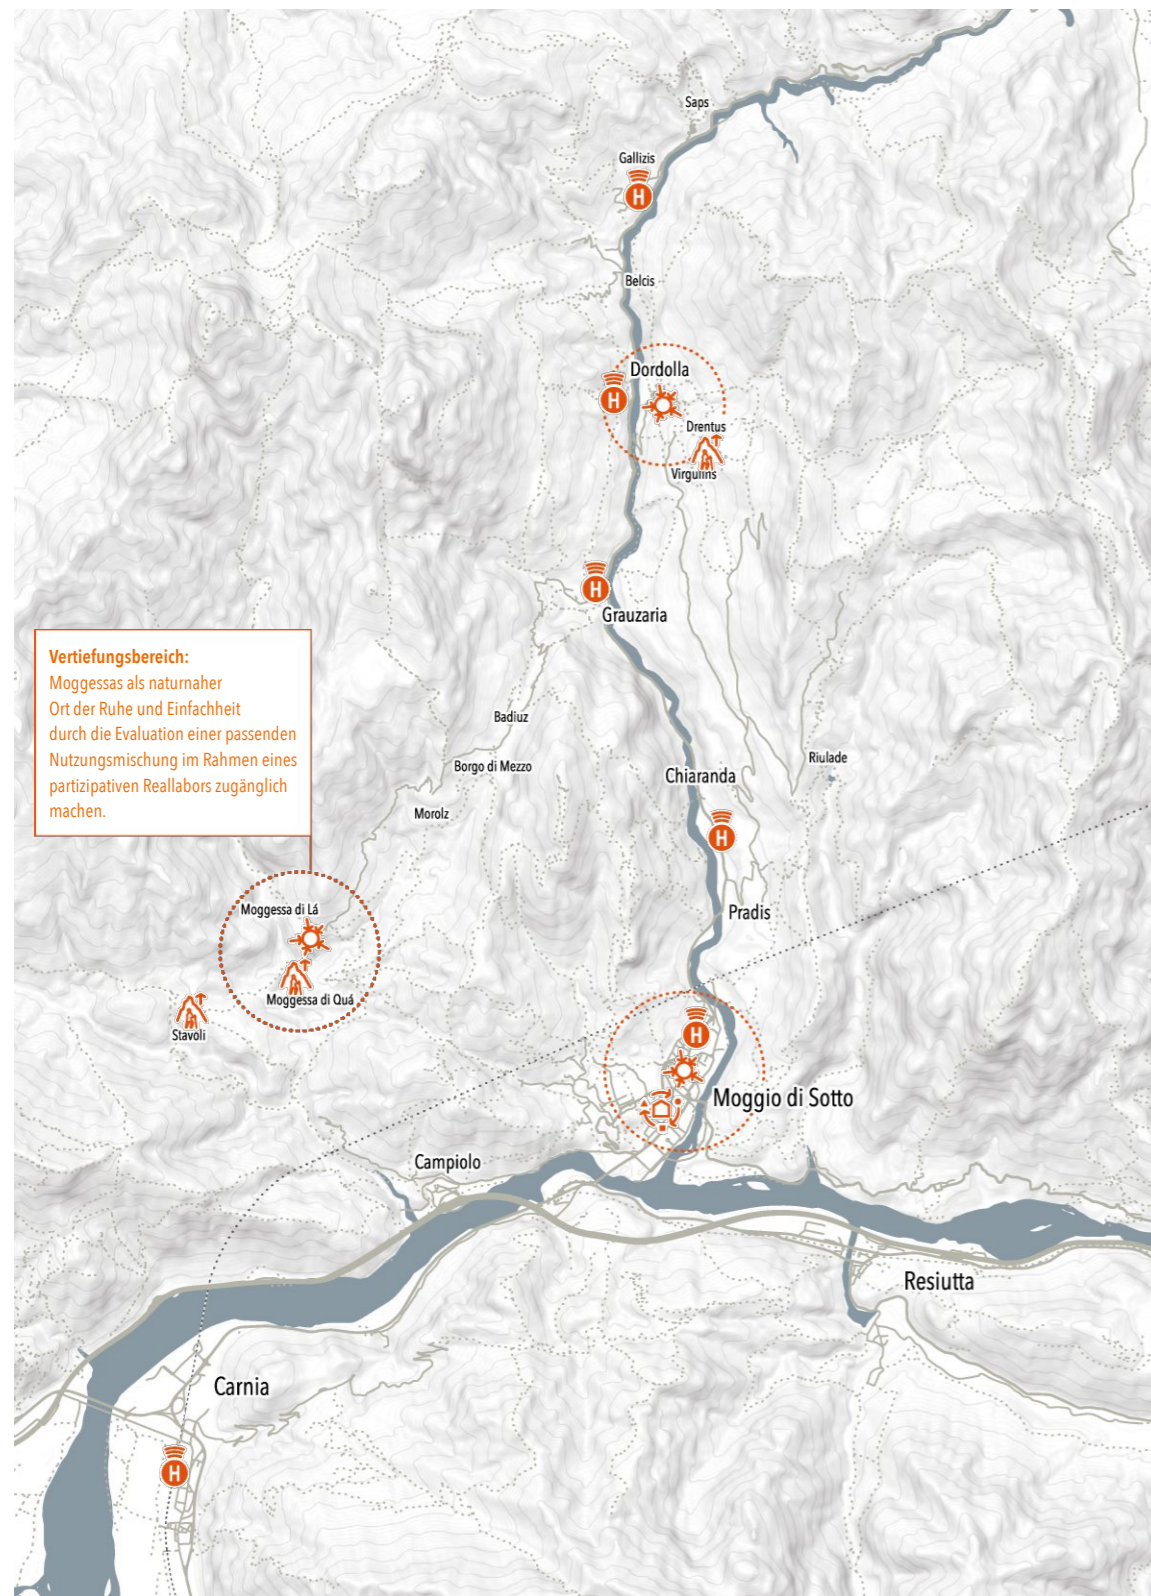 Saps
Gallizis
H
Belcis
Dordolla
H
Drentus
Virgulins
H
Grauzaria
Vertiefungsbereich:
Moggessas als naturnaher
Ort der Ruhe und Einfachheit
durch die Evaluation einer passenden
Nutzungsmischung im Rahmen eines
partizipativen Reallabors zugänglich
machen.
Badiuz
Borgo di Mezzo
Morolz
Chiaranda
Riulade
H
Pradis
Moggessa di Lá
Moggessa di Quá
Stavoli
H
Moggio di Sotto
Campiolo
Resiutta
Carnia
H